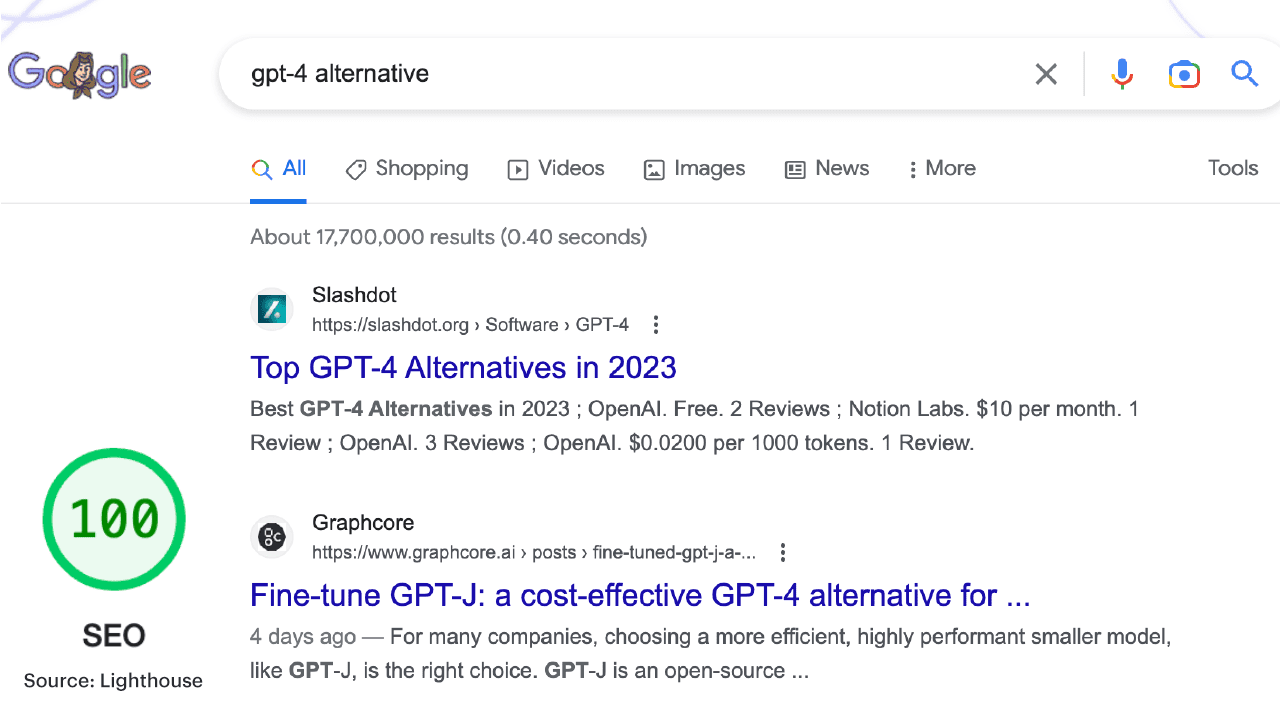 Google
gpt-4 alternative
All Shopping Videos Images News More Tools
About 17,700,000 results (0.40 seconds)
Slashdot
https://slashdot.org › Software › GPT-4
Top GPT-4 Alternatives in 2023
Best GPT-4 Alternatives in 2023 ; OpenAI. Free. 2 Reviews ; Notion Labs. $10 per month. 1
Review ; OpenAI. 3 Reviews ; OpenAI. $0.0200 per 1000 tokens. 1 Review.
Graphcore
https://www.graphcore.ai › posts › fine-tuned-gpt-j-a-...
Fine-tune GPT-J: a cost-effective GPT-4 alternative for ...
4 days ago — For many companies, choosing a more efficient, highly performant smaller model,
like GPT-J, is the right choice. GPT-J is an open-source ...
100
SEO
Source: Lighthouse